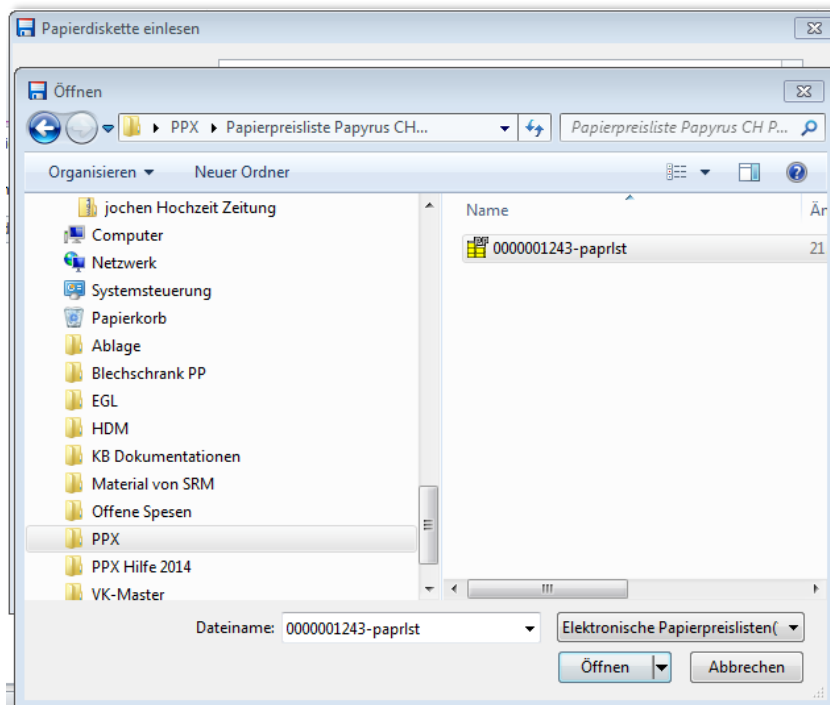 Papierdiskette einlesen
Öffnen
PPX ▸ Papierpreisliste Papyrus CH...
Papierpreisliste Papyrus CH P...
Organisieren
Neuer Ordner
jochen Hochzeit Zeitung
Computer
Netzwerk
Systemsteuerung
Papierkorb
Ablage
Blechschrank PP
EGL
HDM
KB Dokumentationen
Material von SRM
Offene Spesen
PPX
PPX Hilfe 2014
VK-Master
Name
Än
0000001243-paprlst
21
Dateiname: 0000001243-paprlst
Elektronische Papierpreislisten(
Öffnen
Abbrechen